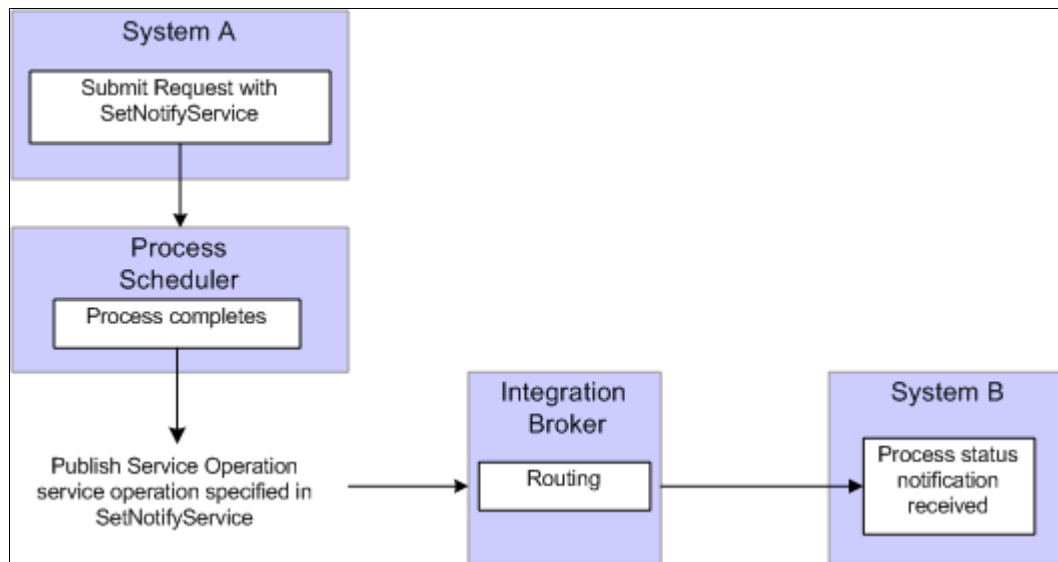 System A
Submit Request with
SetNotifyService
Process
Scheduler
Process completes
Publish Service Operation
service operation specified in
SetNotifyService
Integration
Broker
Routing
System B
Process status
notification
received